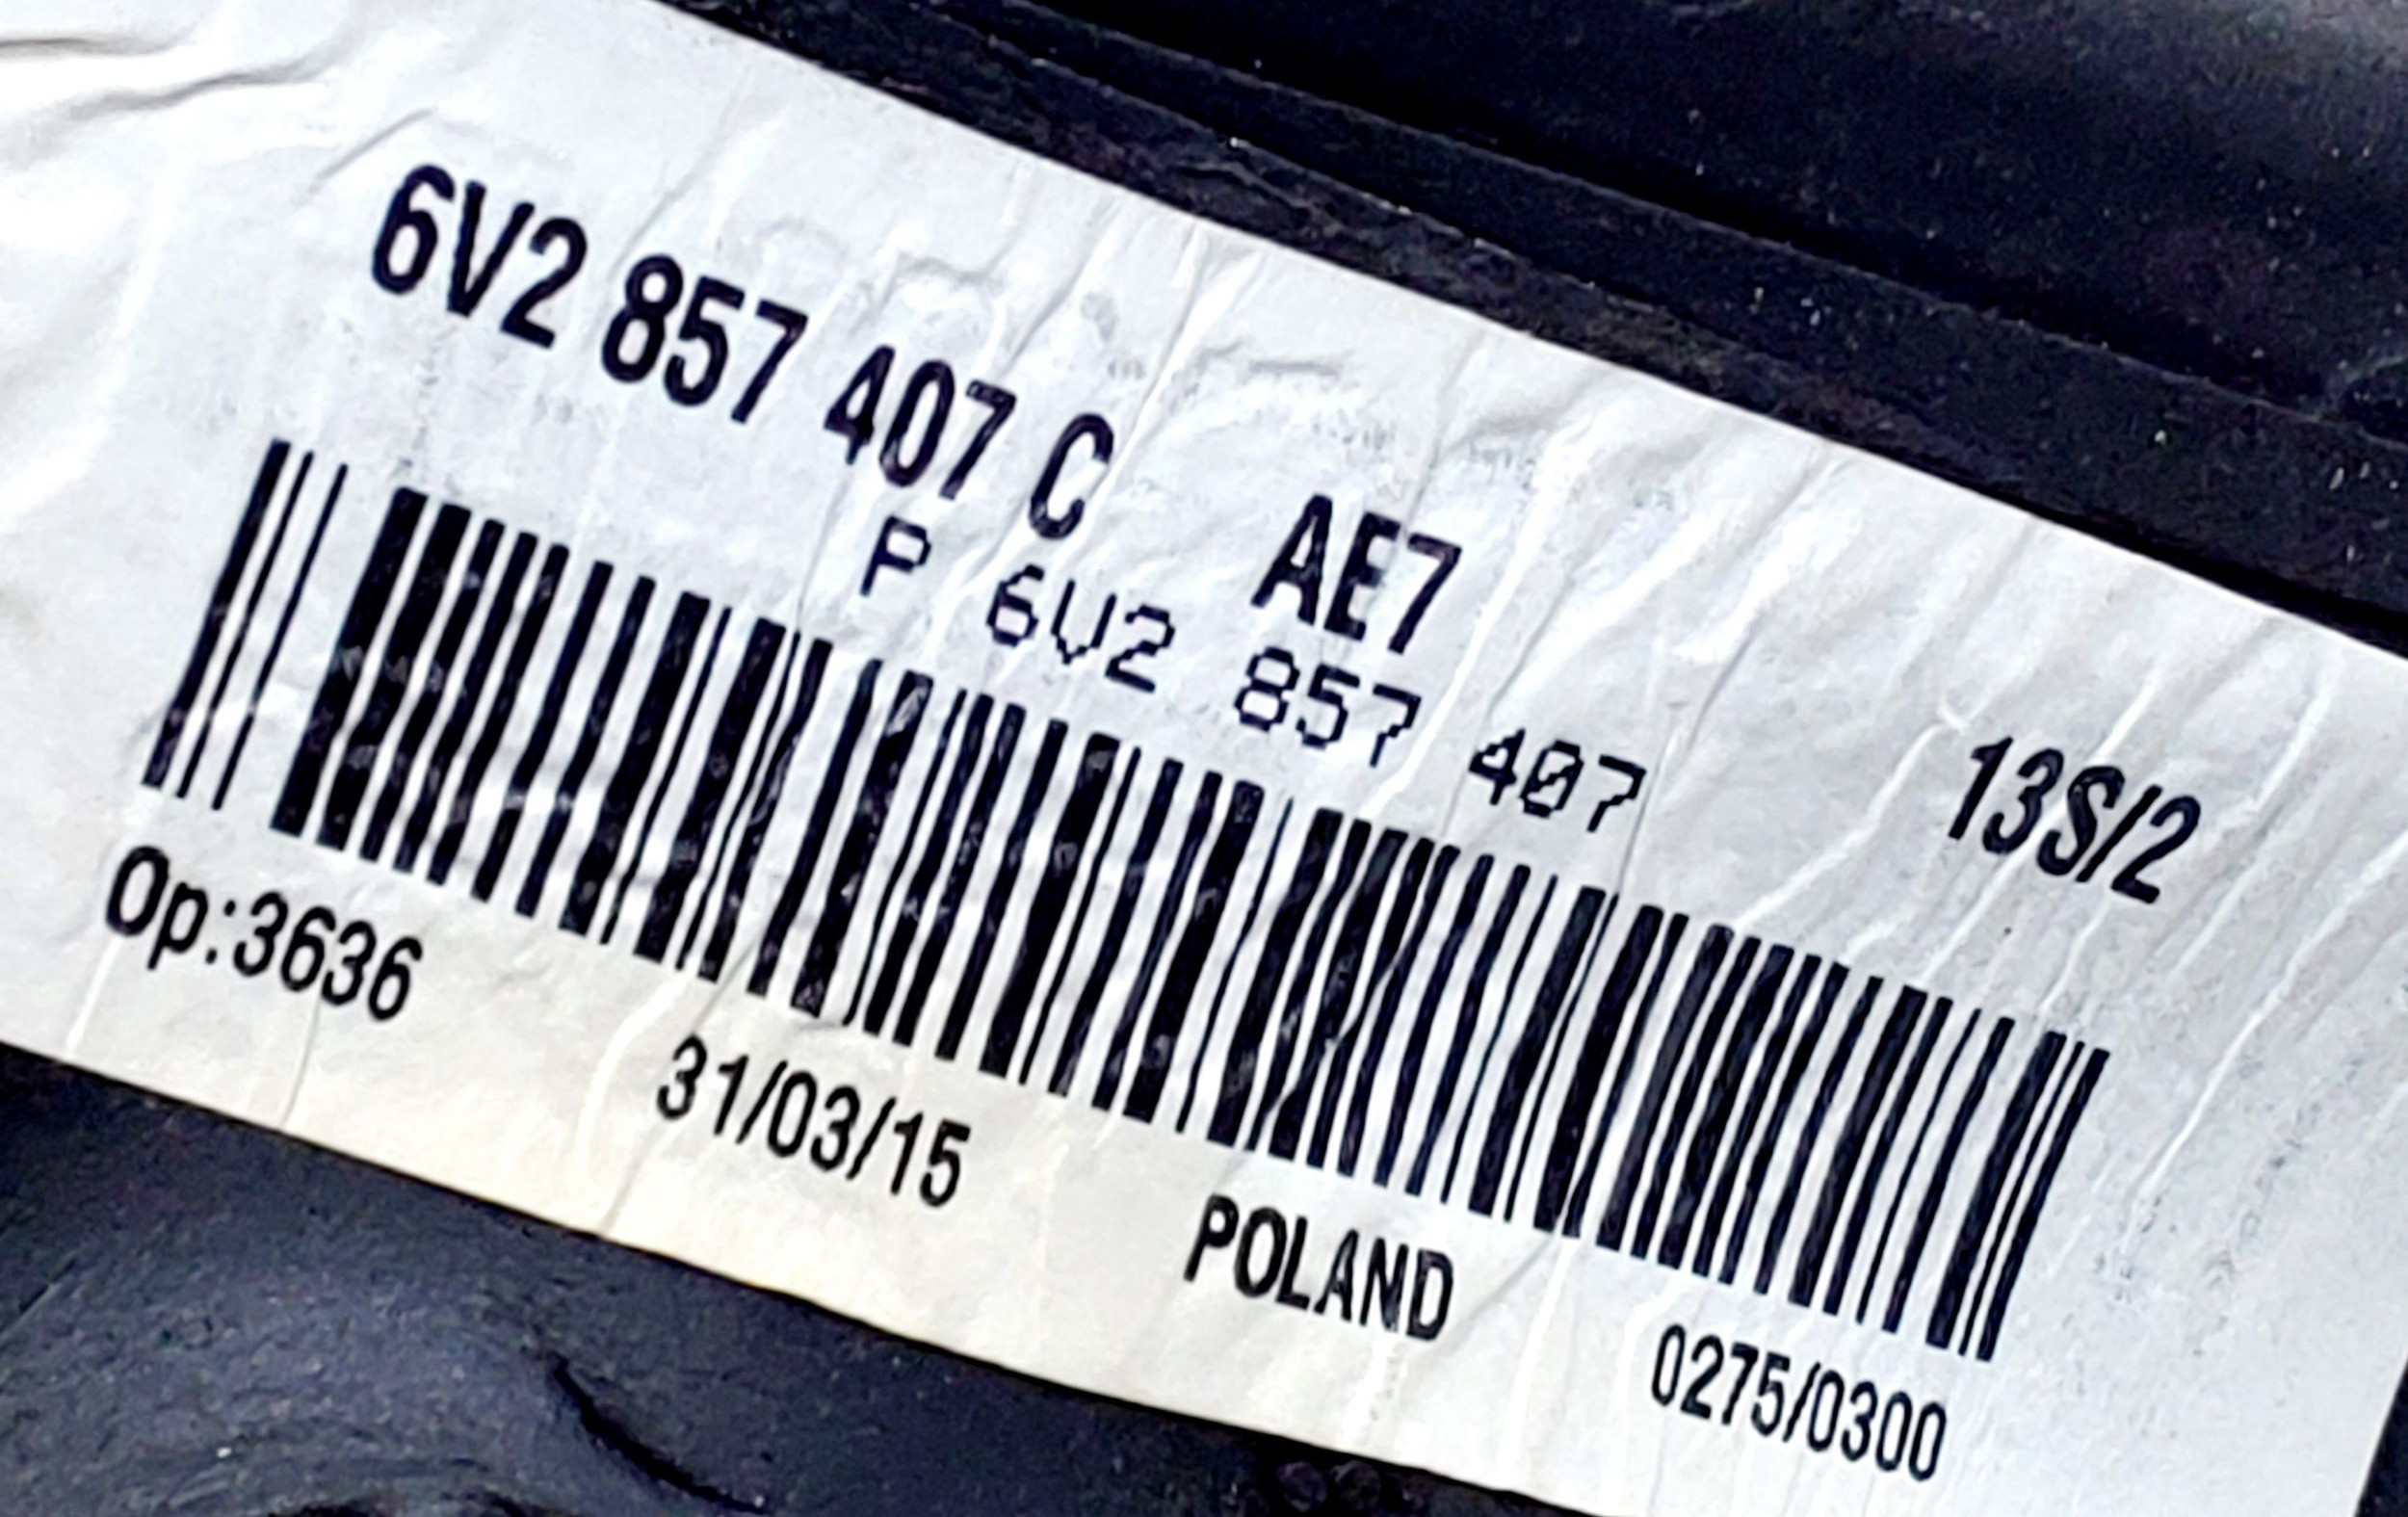 6V2 857 407 C AE7
P 6V2 857 407
13S/2
Op:3636 31/03/15 POLAND 0275/0300